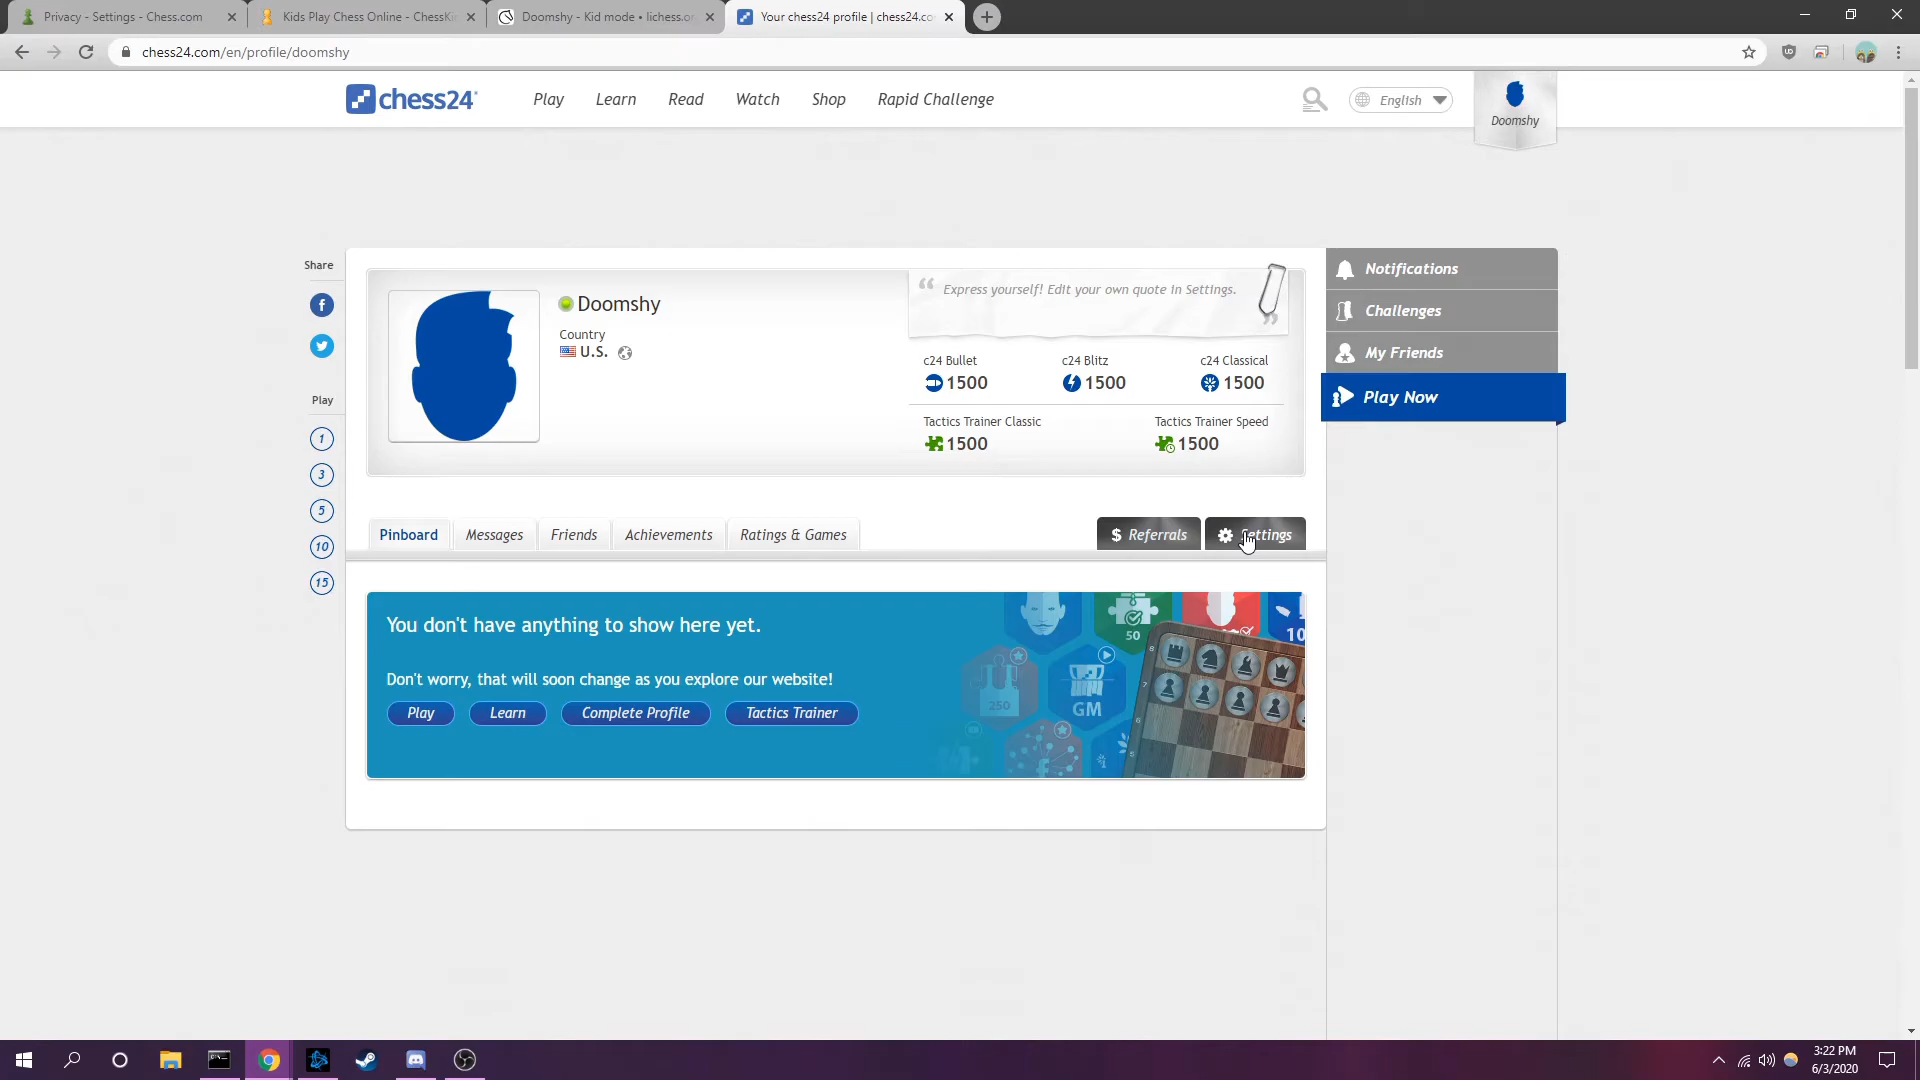 Privacy - Settings - Chess.com
Kids Play Chess Online - ChessKi
Doomshy - Kid mode • lichess.or
Your chess24 profile | chess24.co
chess24.com/en/profile/doomshy
chess24
Play
Learn
Read
Watch
Shop
Rapid Challenge
English
Doomshy
Share
Play
1
3
5
10
15
Doomshy
Country
U.S.
Express yourself! Edit your own quote in Settings.
c24 Bullet
c24 Blitz
c24 Classical
1500
1500
1500
Tactics Trainer Classic
Tactics Trainer Speed
1500
1500
Notifications
Challenges
My Friends
Play Now
Pinboard
Messages
Friends
Achievements
Ratings & Games
$ Referrals
Settings
You don't have anything to show here yet.
Don't worry, that will soon change as you explore our website!
Play
Learn
Complete Profile
Tactics Trainer
50
10
250
GM
8
7
6
5
3:22 PM
6/3/2020